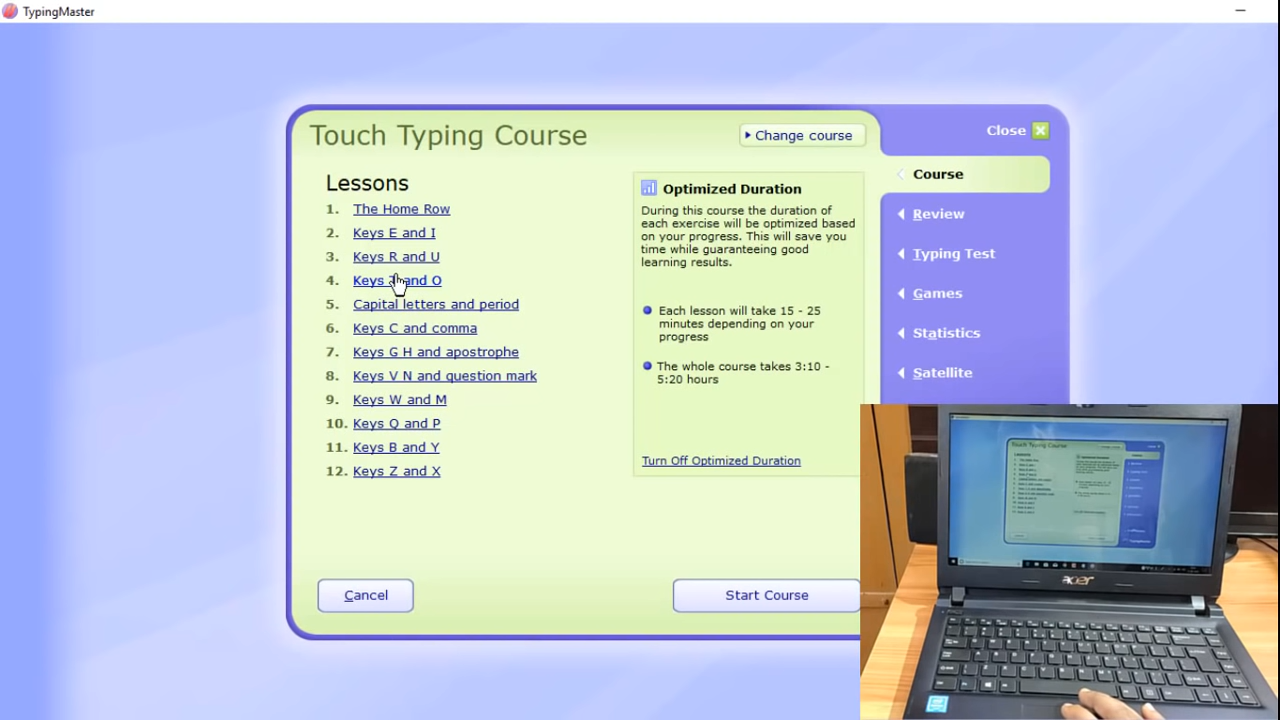 TypingMaster
Touch Typing Course
Change course
Close
Lessons
1. The Home Row
2. Keys E and I
3. Keys R and U
4. Keys and O
5. Capital letters and period
6. Keys C and comma
7. Keys G H and apostrophe
8. Keys V N and question mark
9. Keys W and M
10. Keys Q and P
11. Keys B and Y
12. Keys Z and X
Optimized Duration
During this course the duration of
each exercise will be optimized based
on your progress. This will save you
time while guaranteeing good
learning results.
Each lesson will take 15 - 25
minutes depending on your
progress
The whole course takes 3:10 -
5:20 hours
Turn Off Optimized Duration
Course
Review
Typing Test
Games
Statistics
Satellite
Cancel
Start Course
Touch Typing Course
acer